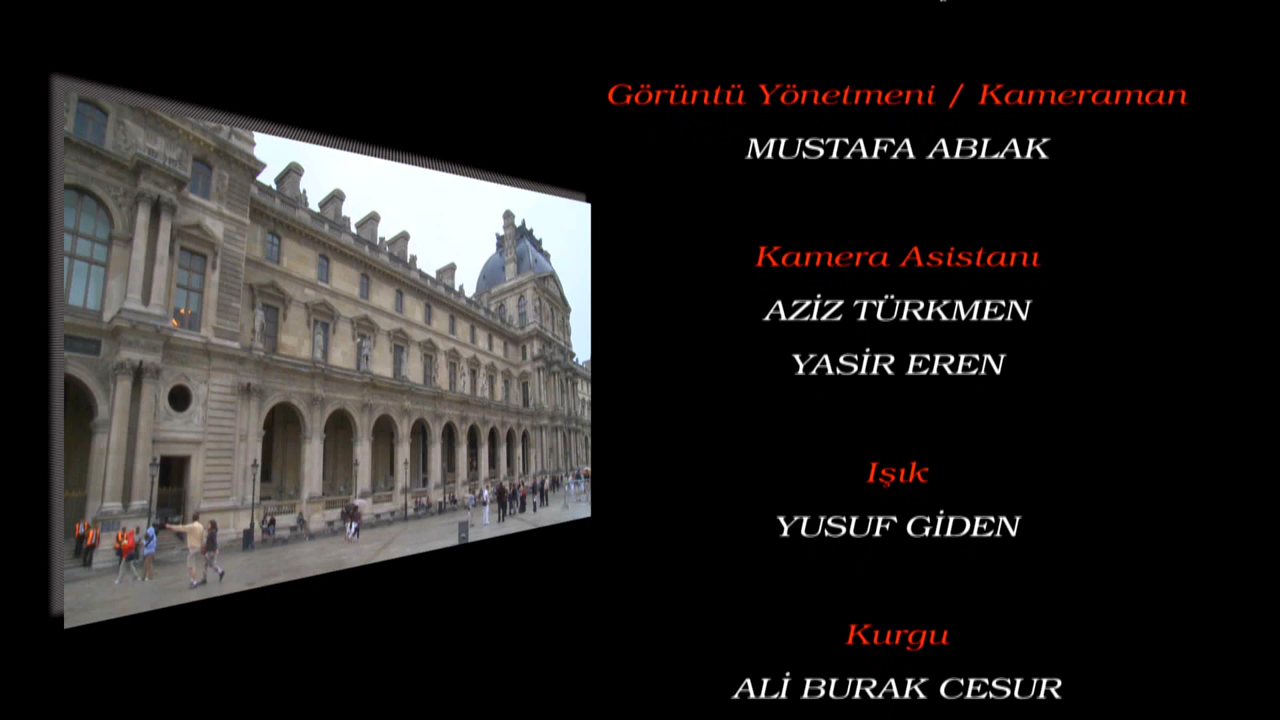 Görüntü Yönetmeni / Kameraman
MUSTAFA ABLAK
Kamera Asistanı
AZİZ TÜRKMEN
YASİR EREN
Işık
YUSUF GİDEN
Kurgu
ALİ BURAK CESUR